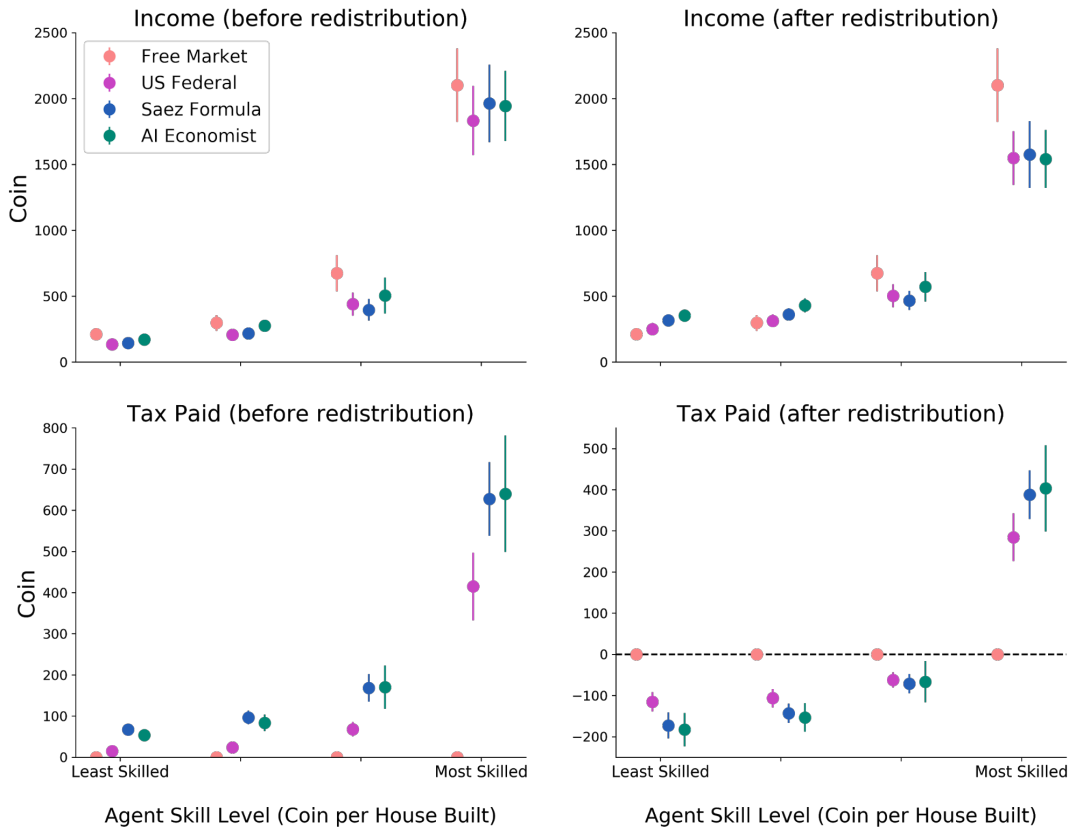 Income (before redistribution)
2500
2000
1500
1000
500
0
Coin
Free Market
US Federal
Saez Formula
AI Economist
Income (after redistribution)
2500
2000
1500
1000
500
0
Tax Paid (before redistribution)
800
700
600
500
400
300
200
100
0
Coin
Least Skilled
Most Skilled
Agent Skill Level (Coin per House Built)
Tax Paid (after redistribution)
500
400
300
200
100
0
−100
−200
Least Skilled
Most Skilled
Agent Skill Level (Coin per House Built)